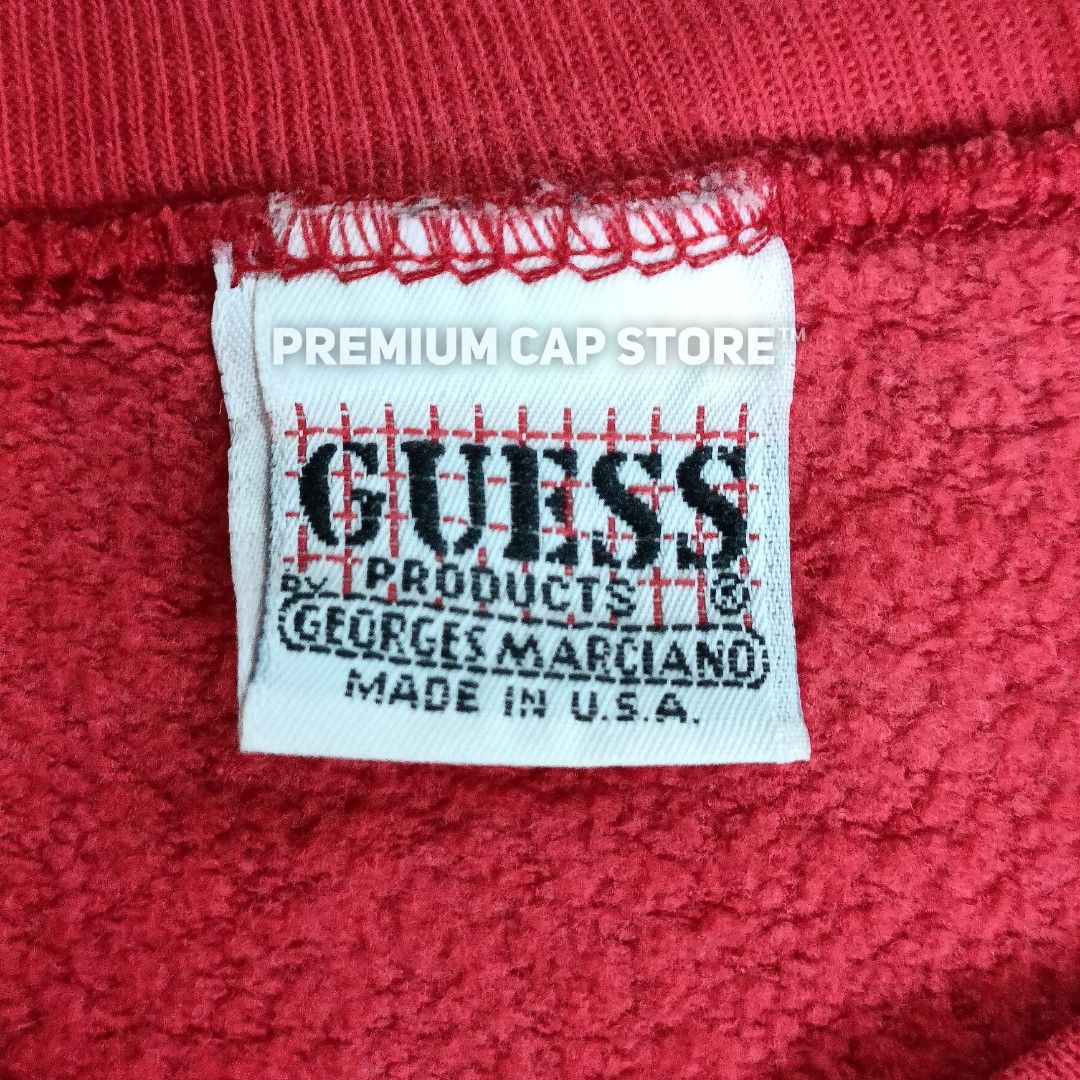 PREMIUM CAP STORE™
GUESS
BY PRODUCTS ®
GEORGES MARCIANO
MADE IN U.S.A.